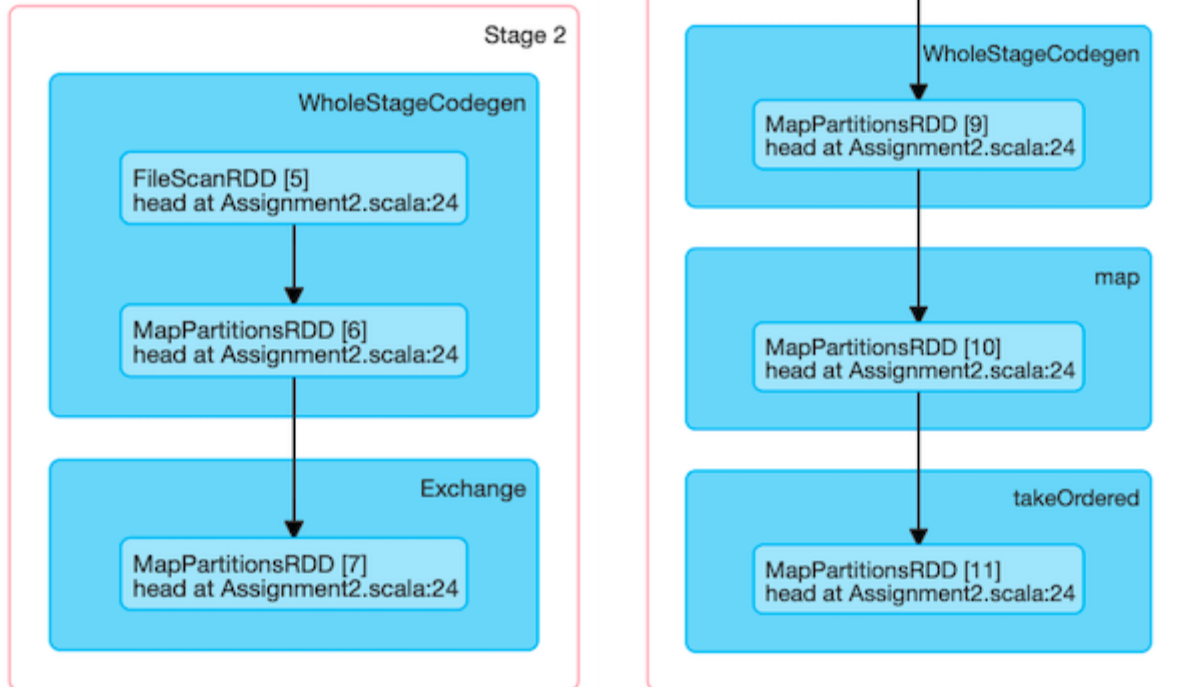 Stage 2
WholeStageCodegen
FileScanRDD [5]
head at Assignment2.scala:24
MapPartitionsRDD [6]
head at Assignment2.scala:24
Exchange
MapPartitionsRDD [7]
head at Assignment2.scala:24
WholeStageCodegen
MapPartitionsRDD [9]
head at Assignment2.scala:24
map
MapPartitionsRDD [10]
head at Assignment2.scala:24
takeOrdered
MapPartitionsRDD [11]
head at Assignment2.scala:24